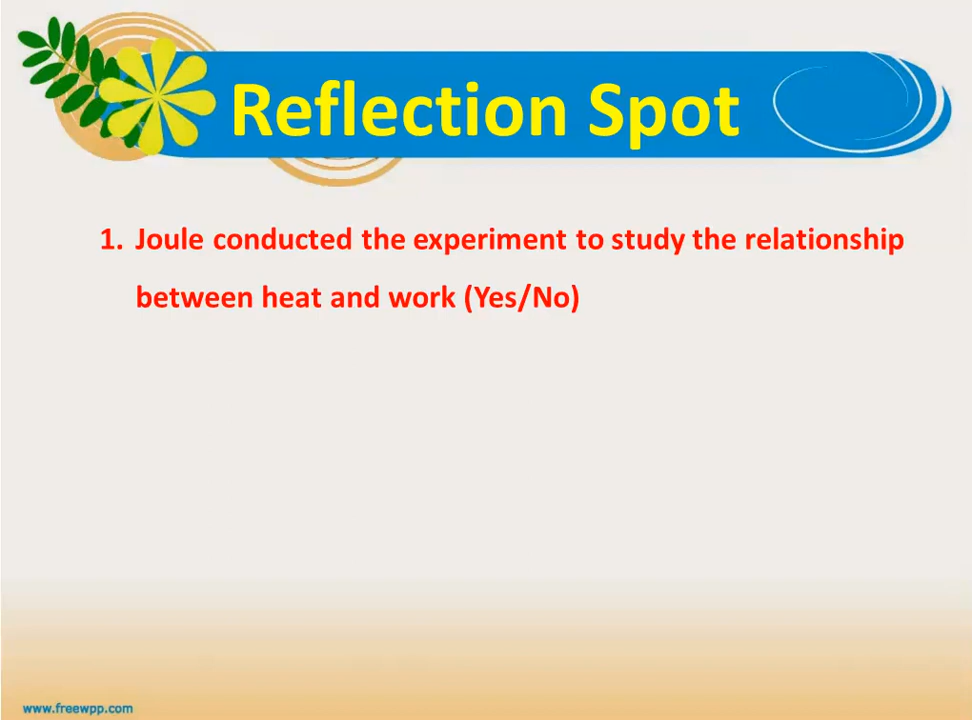 Reflection Spot
1. Joule conducted the experiment to study the relationship
between heat and work (Yes/No)
www.freewpp.com